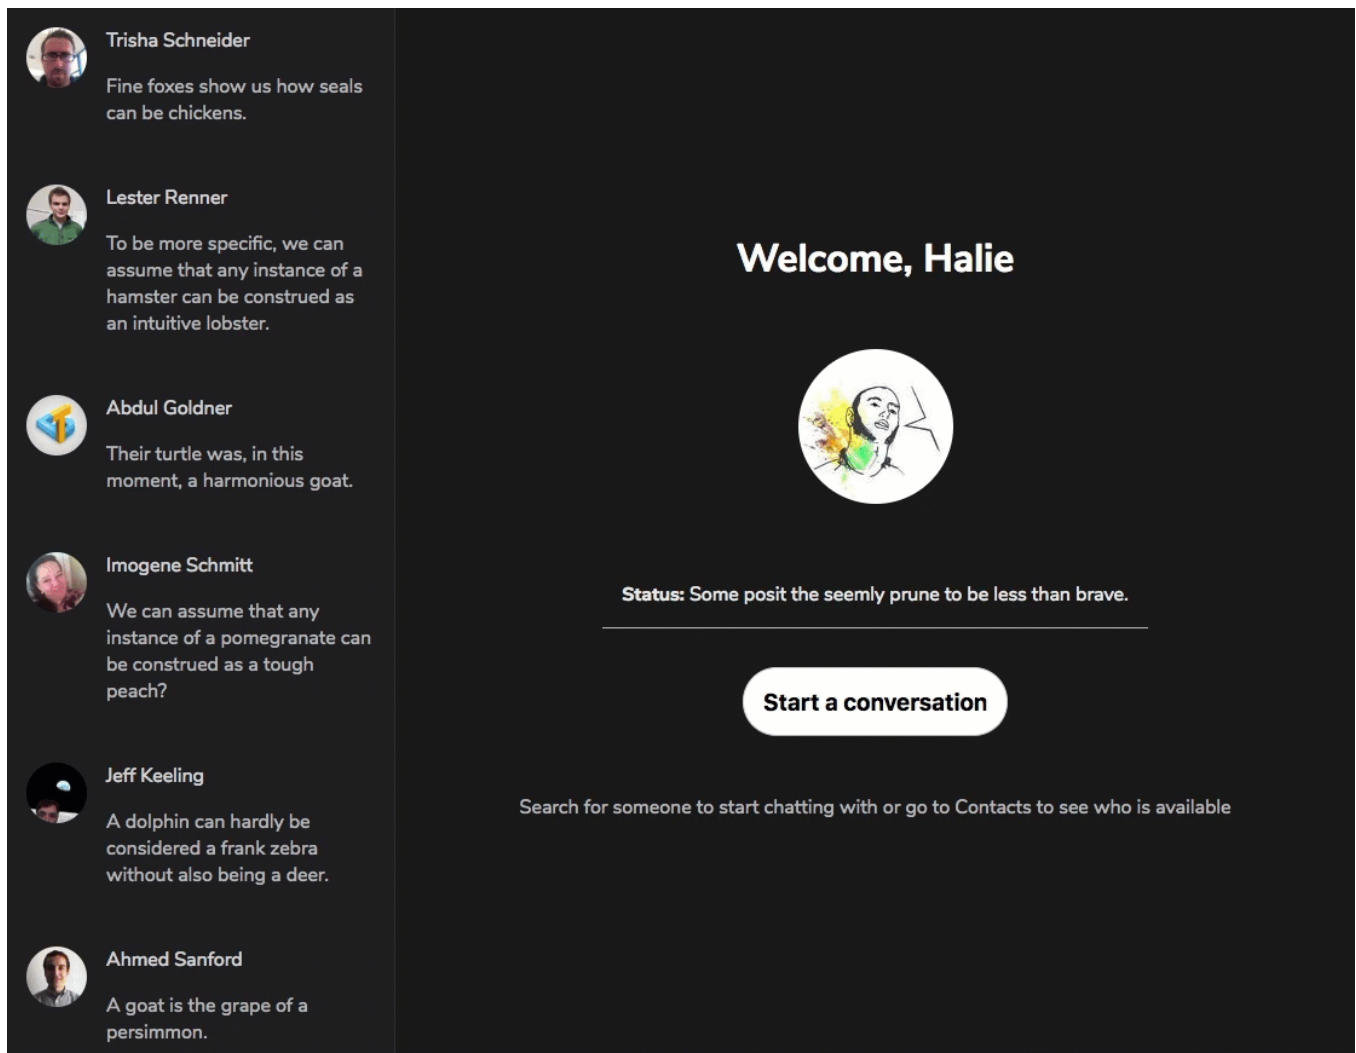 Trisha Schneider
Fine foxes show us how seals
can be chickens.
Lester Renner
To be more specific, we can
assume that any instance of a
hamster can be construed as
an intuitive lobster.
Abdul Goldner
Their turtle was, in this
moment, a harmonious goat.
Imogene Schmitt
We can assume that any
instance of a pomegranate can
be construed as a tough
peach?
Jeff Keeling
A dolphin can hardly be
considered a frank zebra
without also being a deer.
Ahmed Sanford
A goat is the grape of a
persimmon.
Welcome, Halie
Status: Some posit the seemly prune to be less than brave.
Start a conversation
Search for someone to start chatting with or go to Contacts to see who is available